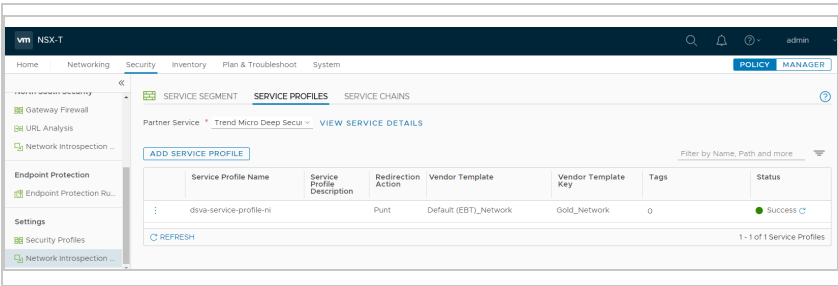 vm NSX-T
admin
Home Networking Security Inventory Plan & Troubleshoot System
POLICY MANAGER
North South Security
Gateway Firewall
URL Analysis
Network Introspection ...
Endpoint Protection
Endpoint Protection Ru...
Settings
Security Profiles
Network Introspection ...
SERVICE SEGMENT SERVICE PROFILES SERVICE CHAINS
Partner Service * Trend Micro Deep Secur VIEW SERVICE DETAILS
ADD SERVICE PROFILE
Filter by Name, Path and more
Service Profile Name Service Profile Description Redirection Action Vendor Template Vendor Template Key Tags Status
dsva-service-profile-ni Punt Default (EBT)_Network Gold_Network 0 Success
REFRESH
1 - 1 of 1 Service Profiles